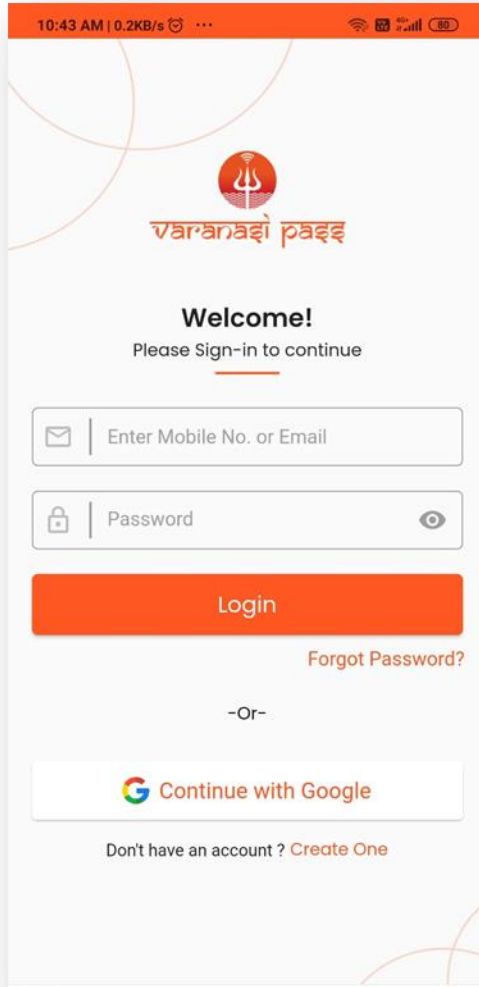 10:43 AM | 0.2KB/s ...
4G+ 80
varanasi pass
Welcome!
Please Sign-in to continue
Enter Mobile No. or Email
Password
Login
Forgot Password?
-Or-
Continue with Google
Don't have an account ? Create One